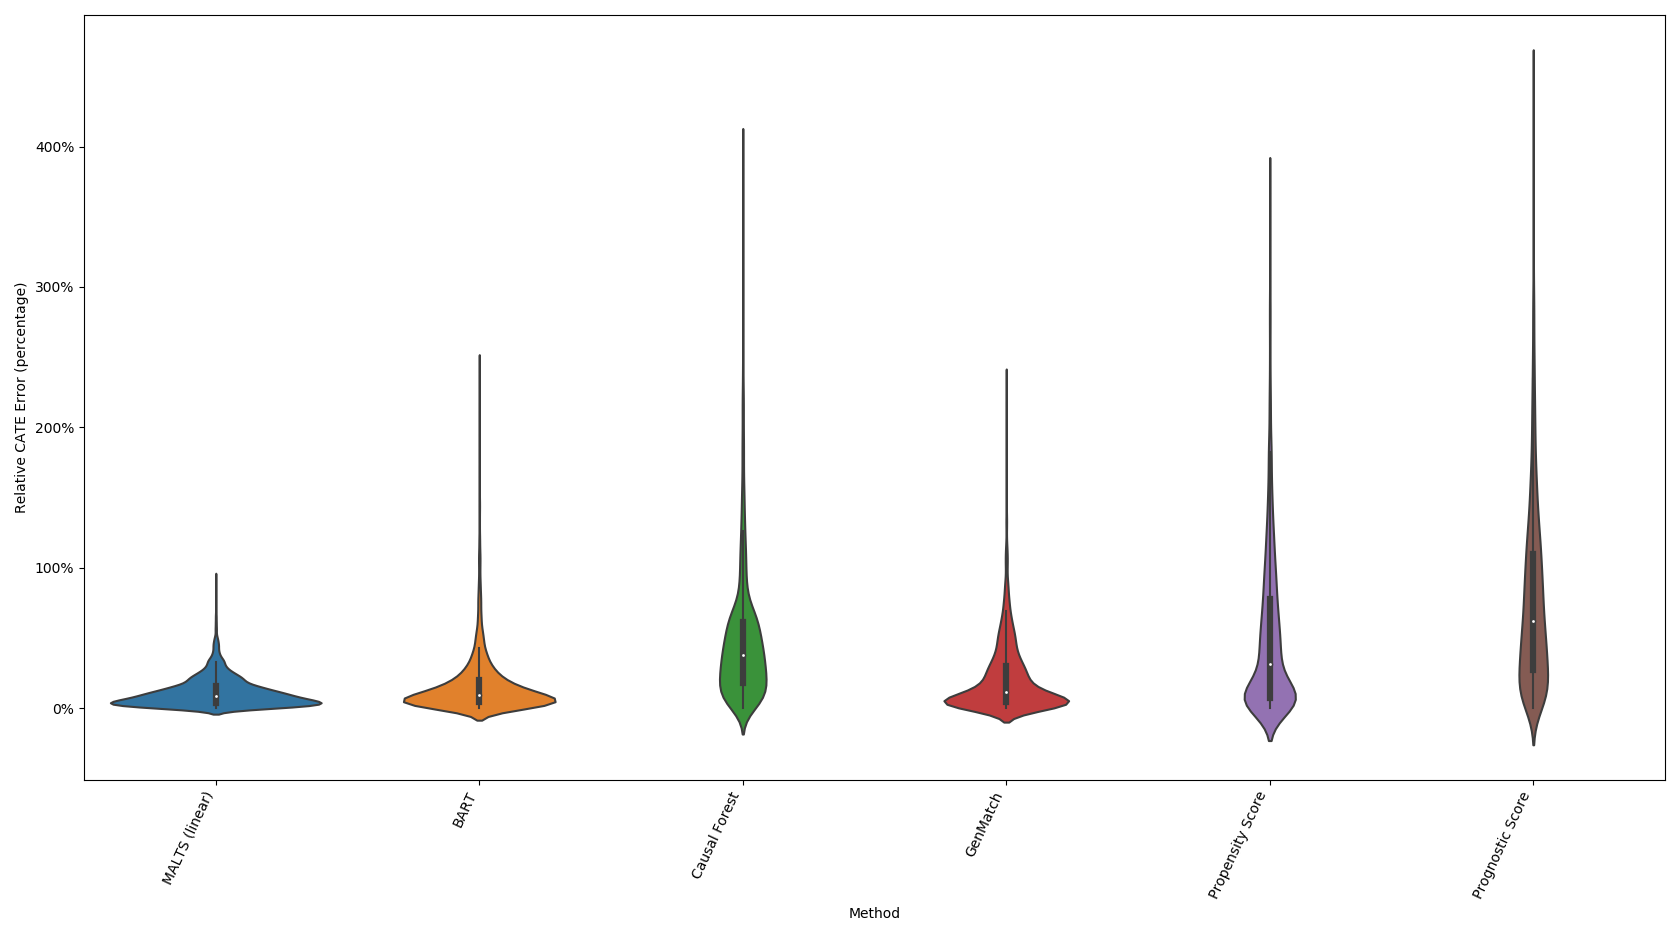 Relative CATE Error (percentage)
400%
300%
200%
100%
0%
MALTS (linear)
BART
Causal Forest
GenMatch
Propensity Score
Prognostic Score
Method